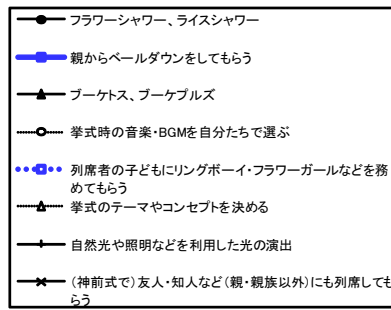 フラワーシャワー、ライスシャワー
親からベールダウンをしてもらう
ブーケトス、ブーケプルズ
挙式時の音楽・BGMを自分たちで選ぶ
列席者の子どもにリングボーイ・フラワーガールなどを務
めてもらう
挙式のテーマやコンセプトを決める
自然光や照明などを利用した光の演出
(神前式で)友人・知人など(親・親族以外)にも列席しても
らう